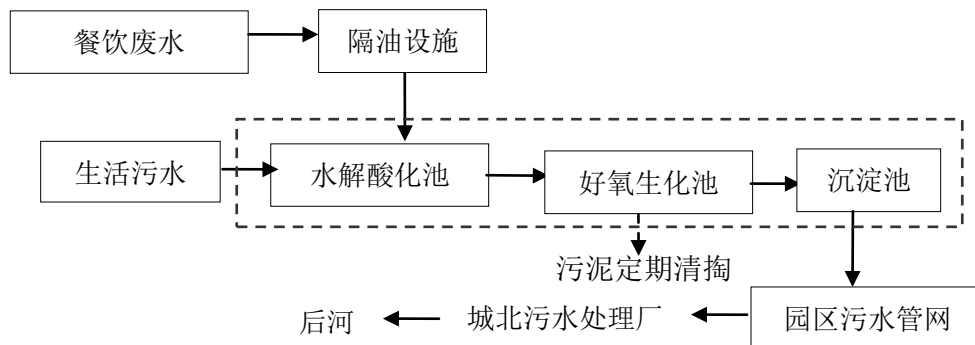 餐饮废水
隔油设施
生活污水
水解酸化池
好氧生化池
沉淀池
污泥定期清掏
后河
城北污水处理厂
园区污水管网